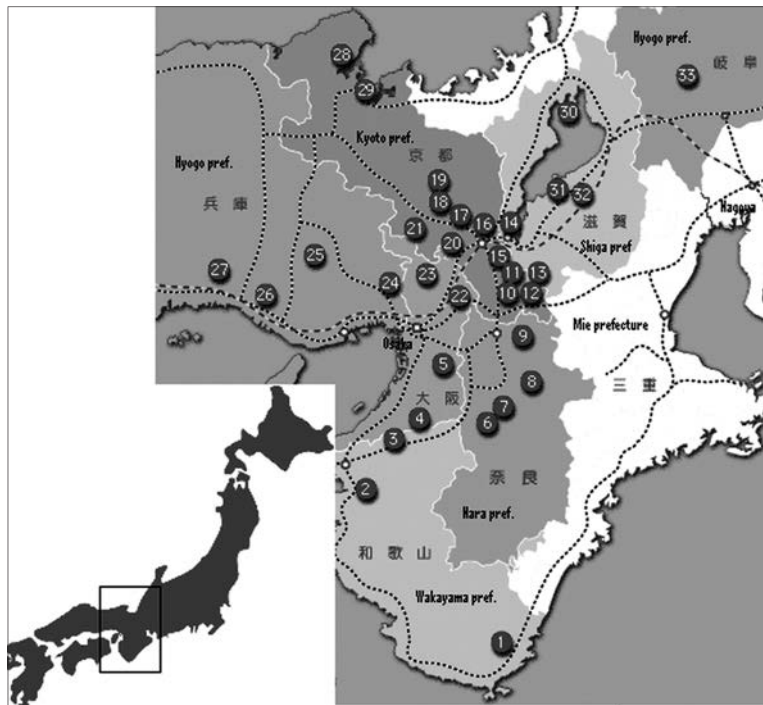 28
Hyogo pref.
岐阜
33
29
30
Kyoto pref.
京都
Hyogo pref.
兵庫
19
18
31
32
17
16
14
滋賀
Nagoya
21
20
Shiga pref
15
25
27
26
24
23
22
11
13
10
12
Mie prefecture
Osaka
9
三重
5
8
大阪
4
7
6
3
2
奈良
Hara pref.
和歌山
Wakayama pref.
1